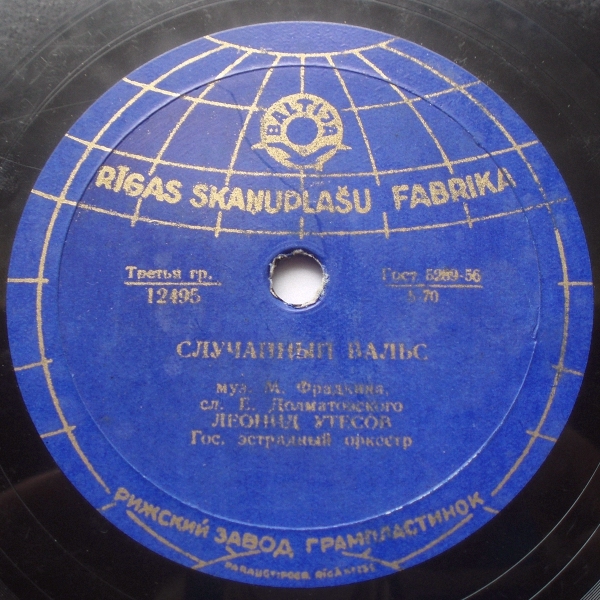 BALTIJA
RĪGAS SKAŅUPLAŠU FABRIKA
Третья гр.
12495
Гост 5289-56
5-70
СЛУЧАЙНЫЙ ВАЛЬС
муз. М. Фрадкина,
сл. Е. Долматовского
ЛЕОНИД УТЕСОВ
Гос. эстрадный оркестр
РИЖСКИЙ ЗАВОД ГРАМПЛАСТИНОК